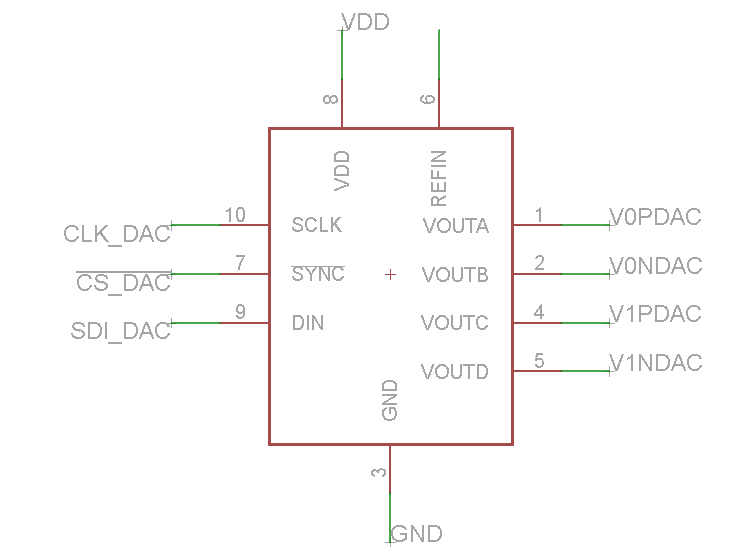 VDD
8
6
VDD
REFIN
CLK_DAC
10
SCLK
VOUTA
1
V0PDAC
CS_DAC
7
SYNC
VOUTB
2
V0NDAC
SDI_DAC
9
DIN
VOUTC
4
V1PDAC
VOUTD
5
V1NDAC
GND
3
GND